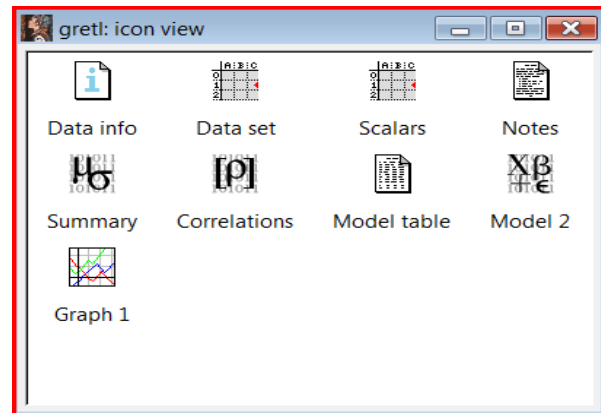 gretl: icon view
Data info Data set Scalars Notes
Summary Correlations Model table Model 2
Graph 1